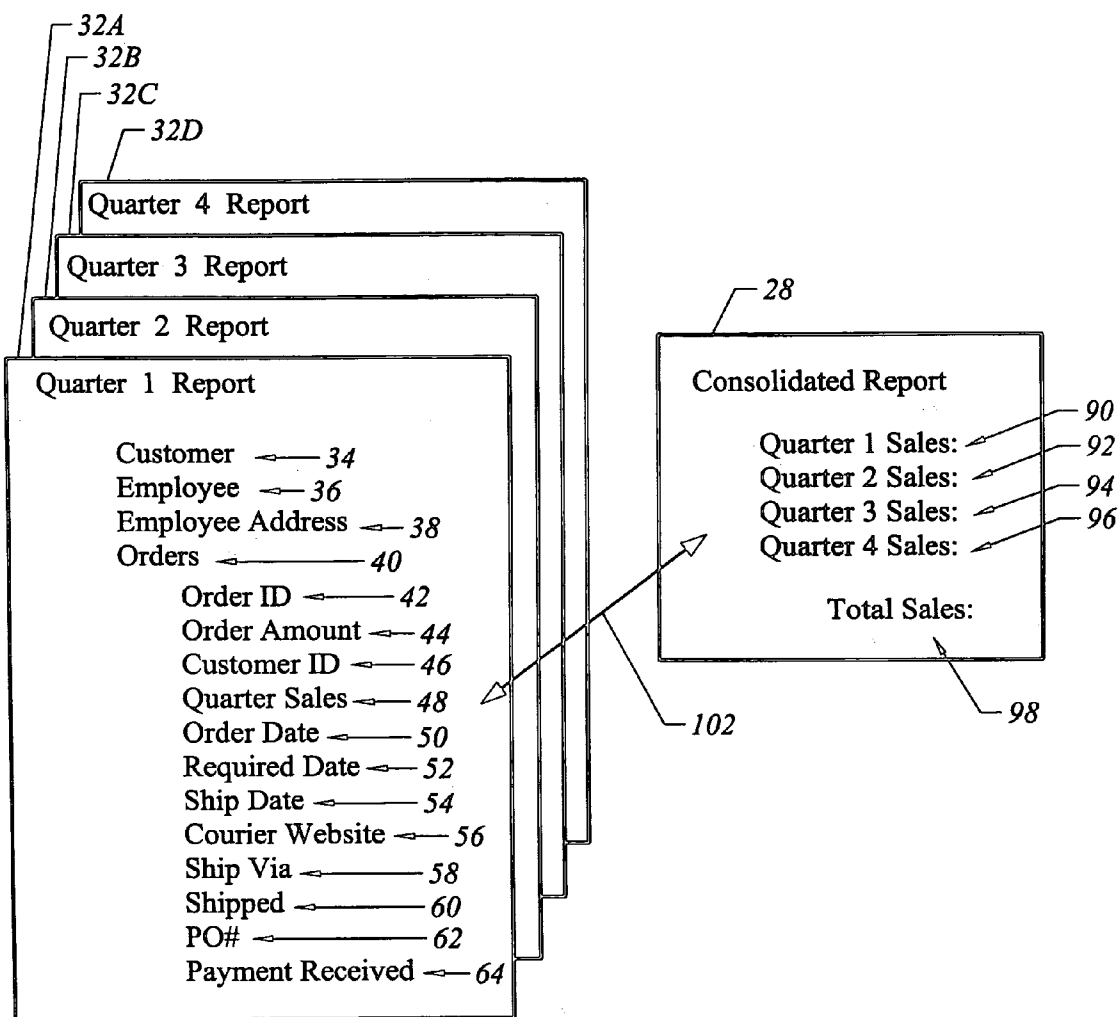 32A
32B
32C
32D
Quarter 4 Report
Quarter 3 Report
Quarter 2 Report
Quarter 1 Report
Customer 34
Employee 36
Employee Address 38
Orders 40
Order ID 42
Order Amount 44
Customer ID 46
Quarter Sales 48
Order Date 50
Required Date 52
Ship Date 54
Courier Website 56
Ship Via 58
Shipped 60
PO# 62
Payment Received 64
102
28
Consolidated Report
Quarter 1 Sales: 90
Quarter 2 Sales: 92
Quarter 3 Sales: 94
Quarter 4 Sales: 96
Total Sales:
98